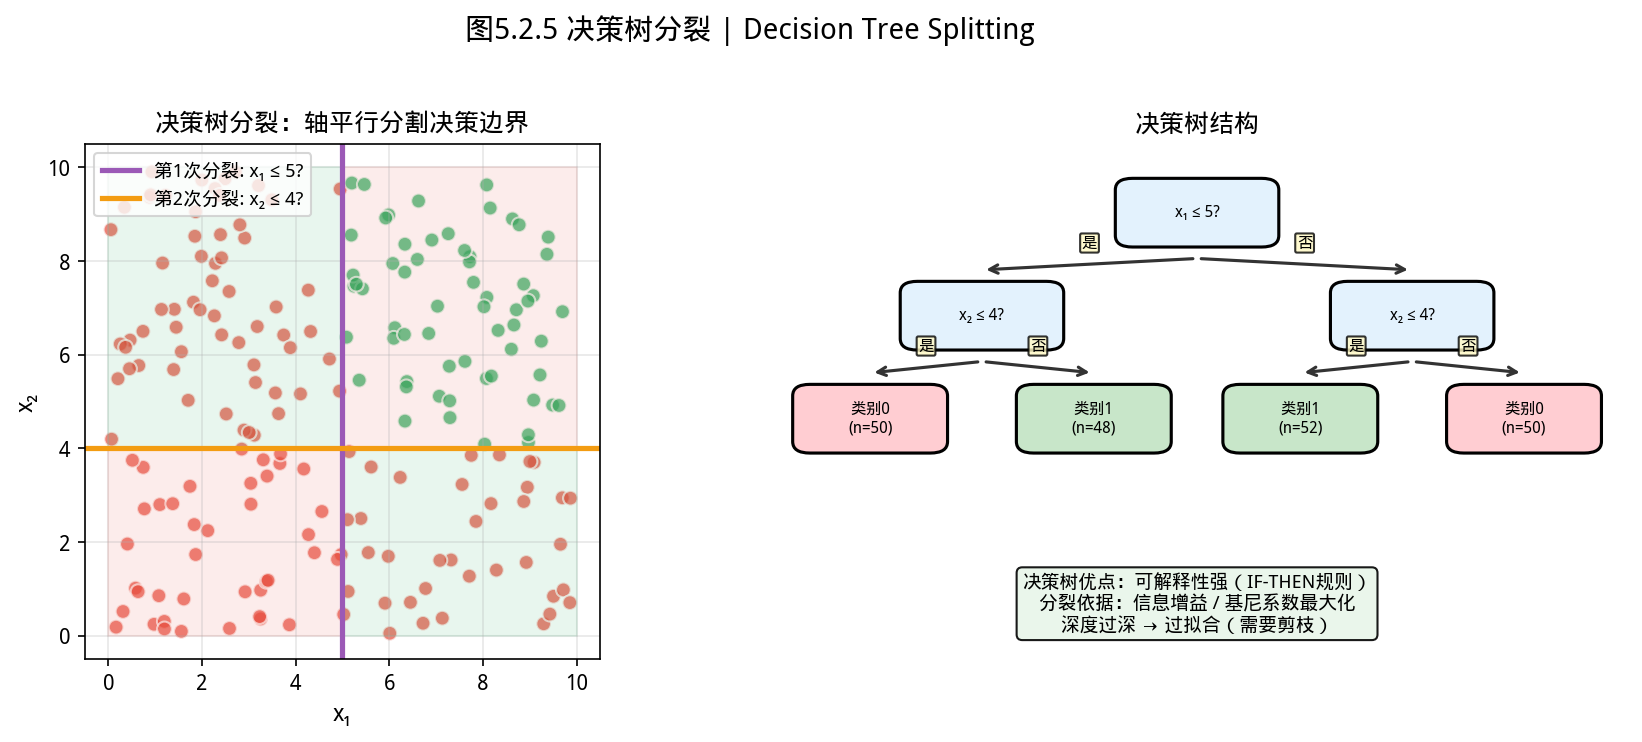 图5.2.5 决策树分裂 | Decision Tree Splitting
决策树分裂：轴平行分割决策边界
第1次分裂: x₁ ≤ 5?
第2次分裂: x₂ ≤ 4?
10
8
6
4
2
0
x₂
0 2 4 6 8 10
x₁
决策树结构
x₁ ≤ 5?
是 否
x₂ ≤ 4? x₂ ≤ 4?
是 否 是 否
类别0 类别1 类别1 类别0
(n=50) (n=48) (n=52) (n=50)
决策树优点：可解释性强（IF-THEN规则）
分裂依据：信息增益 / 基尼系数最大化
深度过深 → 过拟合（需要剪枝）